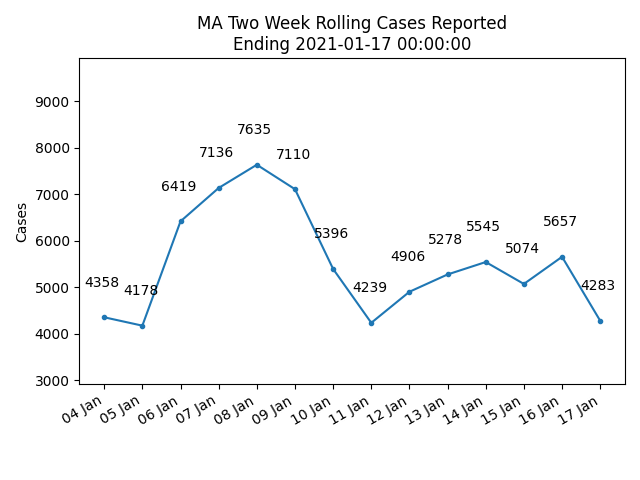 MA Two Week Rolling Cases Reported
Ending 2021-01-17 00:00:00
Cases
9000
8000
7000
6000
5000
4000
3000
4358
4178
6419
7136
7635
7110
5396
4239
4906
5278
5545
5074
5657
4283
04 Jan
05 Jan
06 Jan
07 Jan
08 Jan
09 Jan
10 Jan
11 Jan
12 Jan
13 Jan
14 Jan
15 Jan
16 Jan
17 Jan